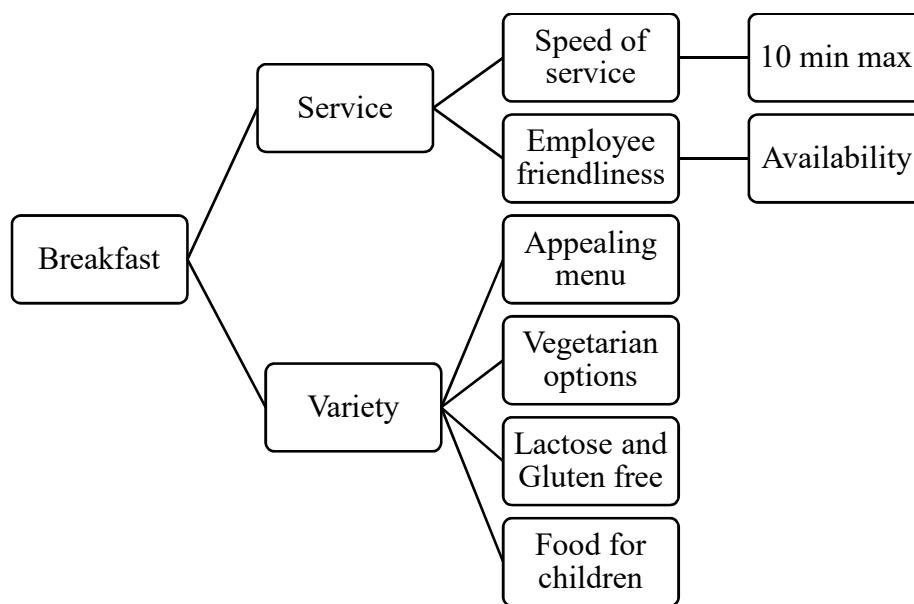 Speed of
service
10 min max
Service
Employee
friendliness
Availability
Breakfast
Appealing
menu
Vegetarian
options
Variety
Lactose and
Gluten free
Food for
children